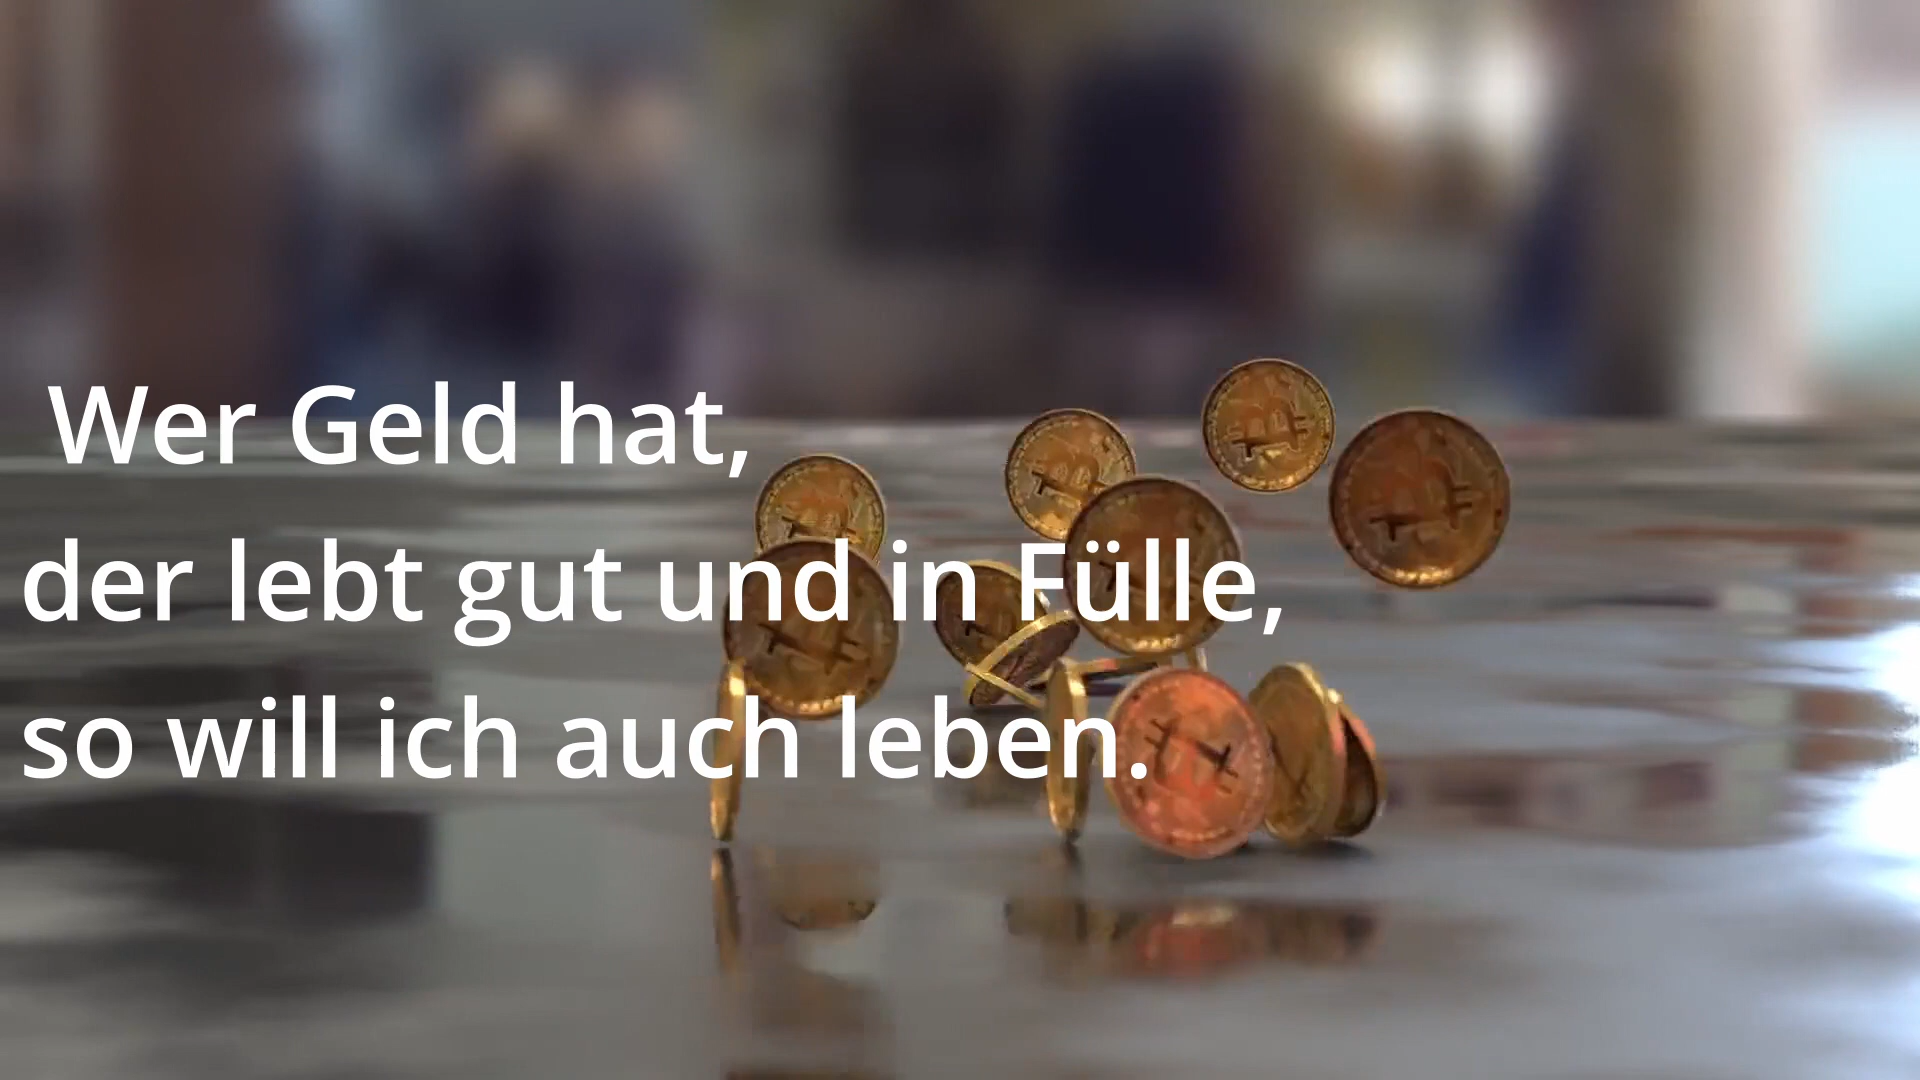 Wer Geld hat,
der lebt gut und in Fülle,
so will ich auch leben.